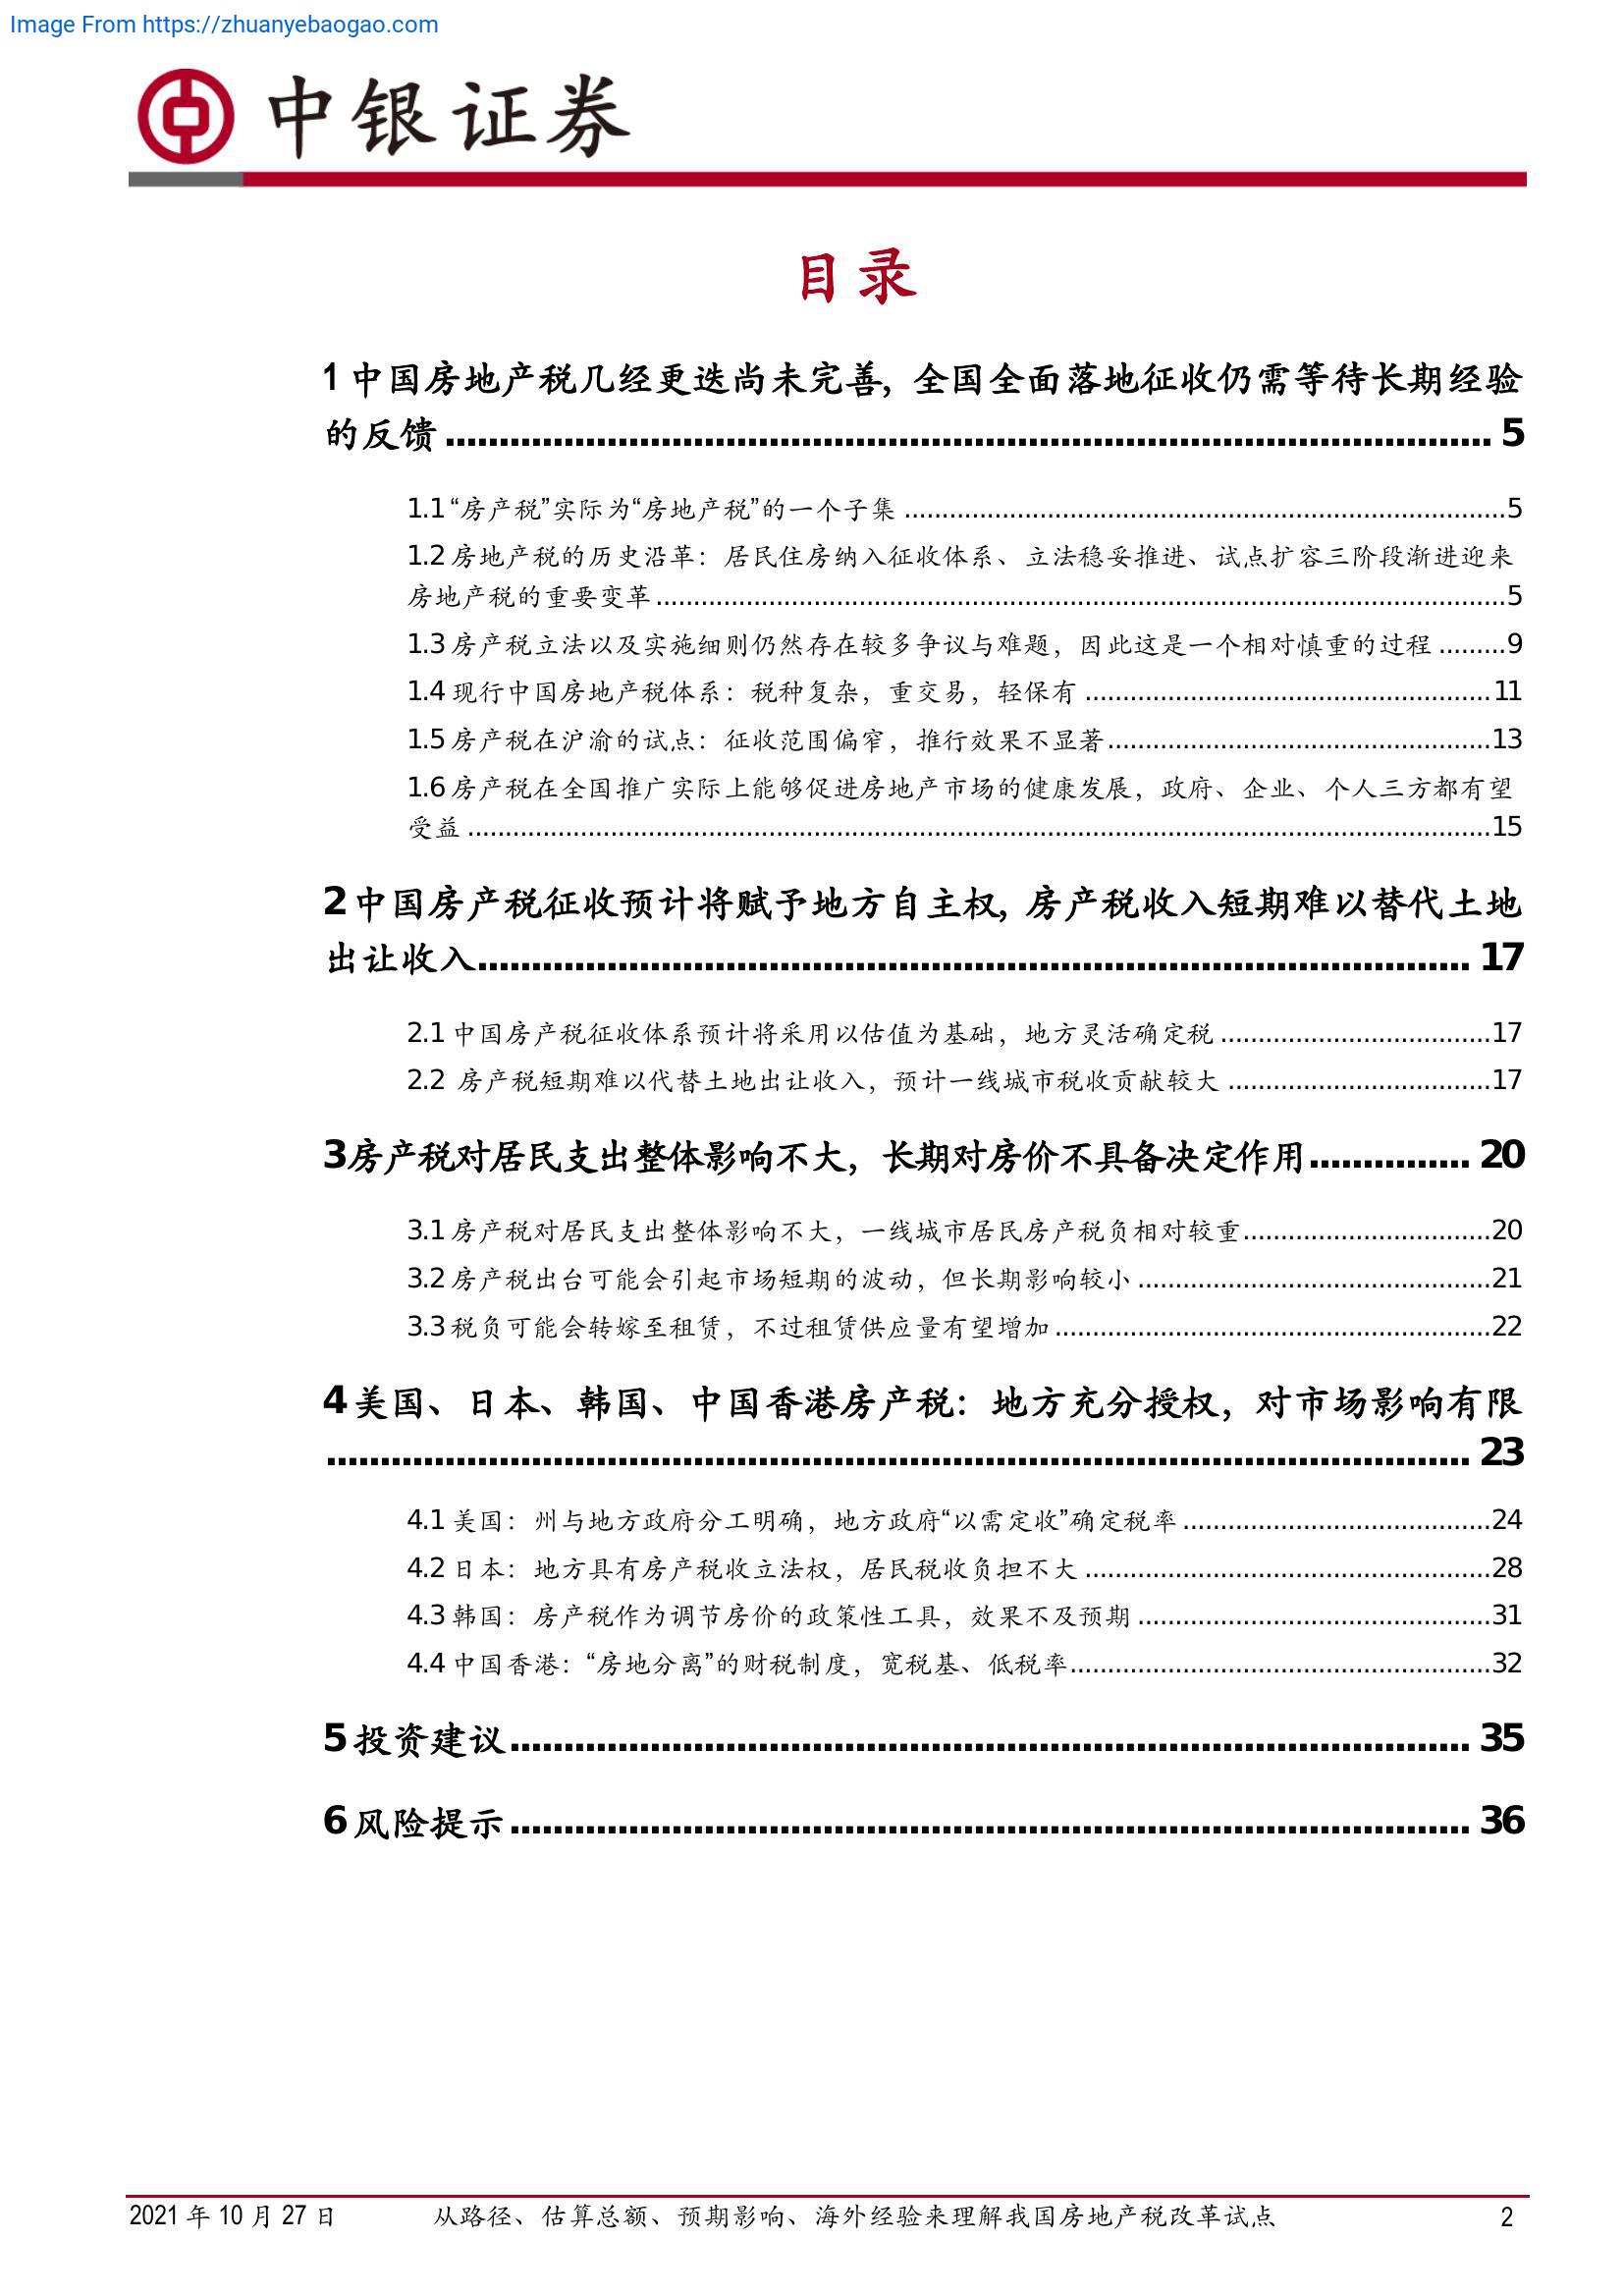 Image From https://zhuanyebaogao.com
中银证券
目录
1 中国房地产税几经更迭尚未完善,全国全面落地征收仍需等待长期经验
的反馈 ........................................................................ 5
1.1 “房产税”实际为“房地产税”的一个子集 ........................................................................5
1.2 房地产税的历史沿革:居民住房纳入征收体系、立法稳妥推进、试点扩容三阶段渐进迎来
房地产税的重要变革 ........................................................................5
1.3 房产税立法以及实施细则仍然存在较多争议与难题,因此这是一个相对慎重的过程 .........9
1.4 现行中国房地产税体系:税种复杂,重交易,轻保有 ......................................................11
1.5 房产税在沪渝的试点:征收范围偏窄,推行效果不显著...................................................13
1.6 房产税在全国推广实际上能够促进房地产市场的健康发展,政府、企业、个人三方都有望
受益 ........................................................................15
2 中国房产税征收预计将赋予地方自主权,房产税收入短期难以替代土地
出让收入........................................................................ 17
2.1 中国房产税征收体系预计将采用以估值为基础,地方灵活确定税 ....................................17
2.2 房产税短期难以代替土地出让收入,预计一线城市税收贡献较大 ...................................17
3房产税对居民支出整体影响不大,长期对房价不具备决定作用............... 20
3.1 房产税对居民支出整体影响不大,一线城市居民房产税负相对较重.................................20
3.2 房产税出台可能会引起市场短期的波动,但长期影响较小 ...............................................21
3.3 税负可能会转嫁至租赁,不过租赁供应量有望增加..........................................................22
4 美国、日本、韩国、中国香港房产税:地方充分授权,对市场影响有限
........................................................................ 23
4.1 美国:州与地方政府分工明确,地方政府“以需定收”确定税率 .........................................24
4.2 日本:地方具有房产税收立法权,居民税收负担不大 ......................................................28
4.3 韩国:房产税作为调节房价的政策性工具,效果不及预期 ...............................................31
4.4 中国香港:“房地分离”的财税制度,宽税基、低税率........................................................32
5 投资建议........................................................................ 35
6 风险提示 ........................................................................ 36
2021 年 10 月 27 日 从路径、估算总额、预期影响、海外经验来理解我国房地产税改革试点 2